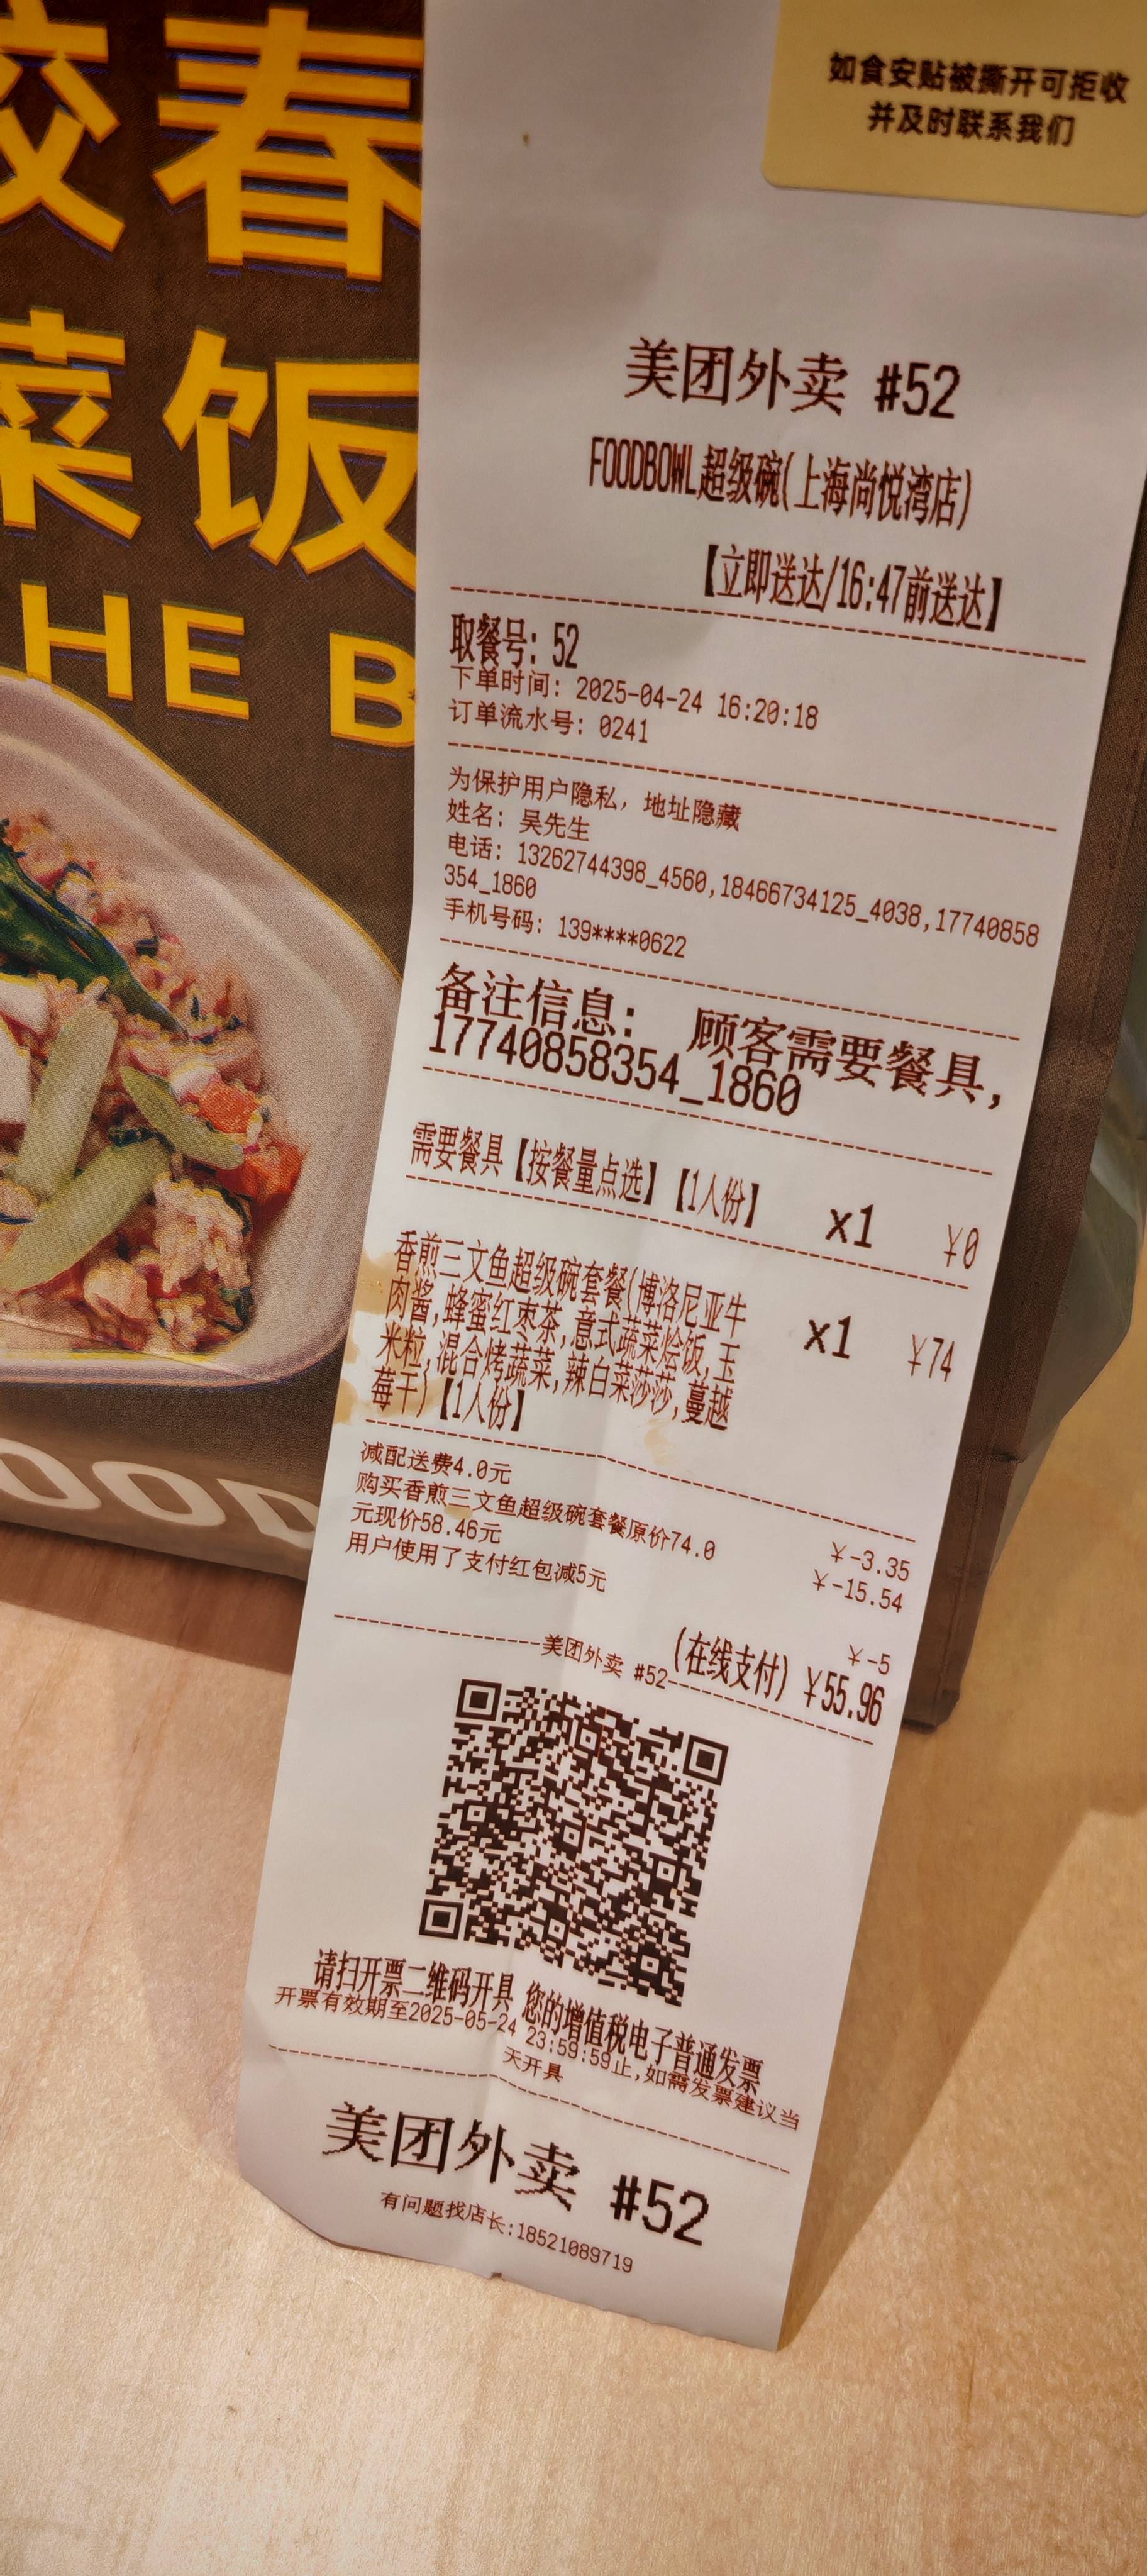 春
菜饭
HE B
OOD
如食安贴被撕开可拒收
并及时联系我们
美团外卖 #52
FOODBOWL超级碗(上海尚悦湾店)
【立即送达/16:47前送达】
取餐号: 52
下单时间: 2025-04-24 16:20:18
订单流水号: 0241
为保护用户隐私, 地址隐藏
姓名: 吴先生
电话: 13262744398_4560,18466734125_4038,17740858
354_1860
手机号码: 139****0622
备注信息: 顾客需要餐具,
17740858354_1860
需要餐具【按餐量点选】【1人份】 x1 ¥0
香煎三文鱼超级碗套餐(博洛尼亚牛
肉酱,蜂蜜红枣茶,意式蔬菜烩饭,玉
米粒,混合烤蔬菜,辣白菜莎莎,蔓越
莓干)【1人份】 x1 ¥74
减配送费4.0元 ¥-3.35
购买香煎三文鱼超级碗套餐原价74.0
元现价58.46元 ¥-15.54
用户使用了支付红包减5元 ¥-5
(在线支付) ¥55.96
美团外卖 #52
请扫开票二维码开具 您的增值税电子普通发票
开票有效期至2025-05-24 23:59:59止,如需发票建议当
天开具
美团外卖 #52
有问题找店长:18521089719